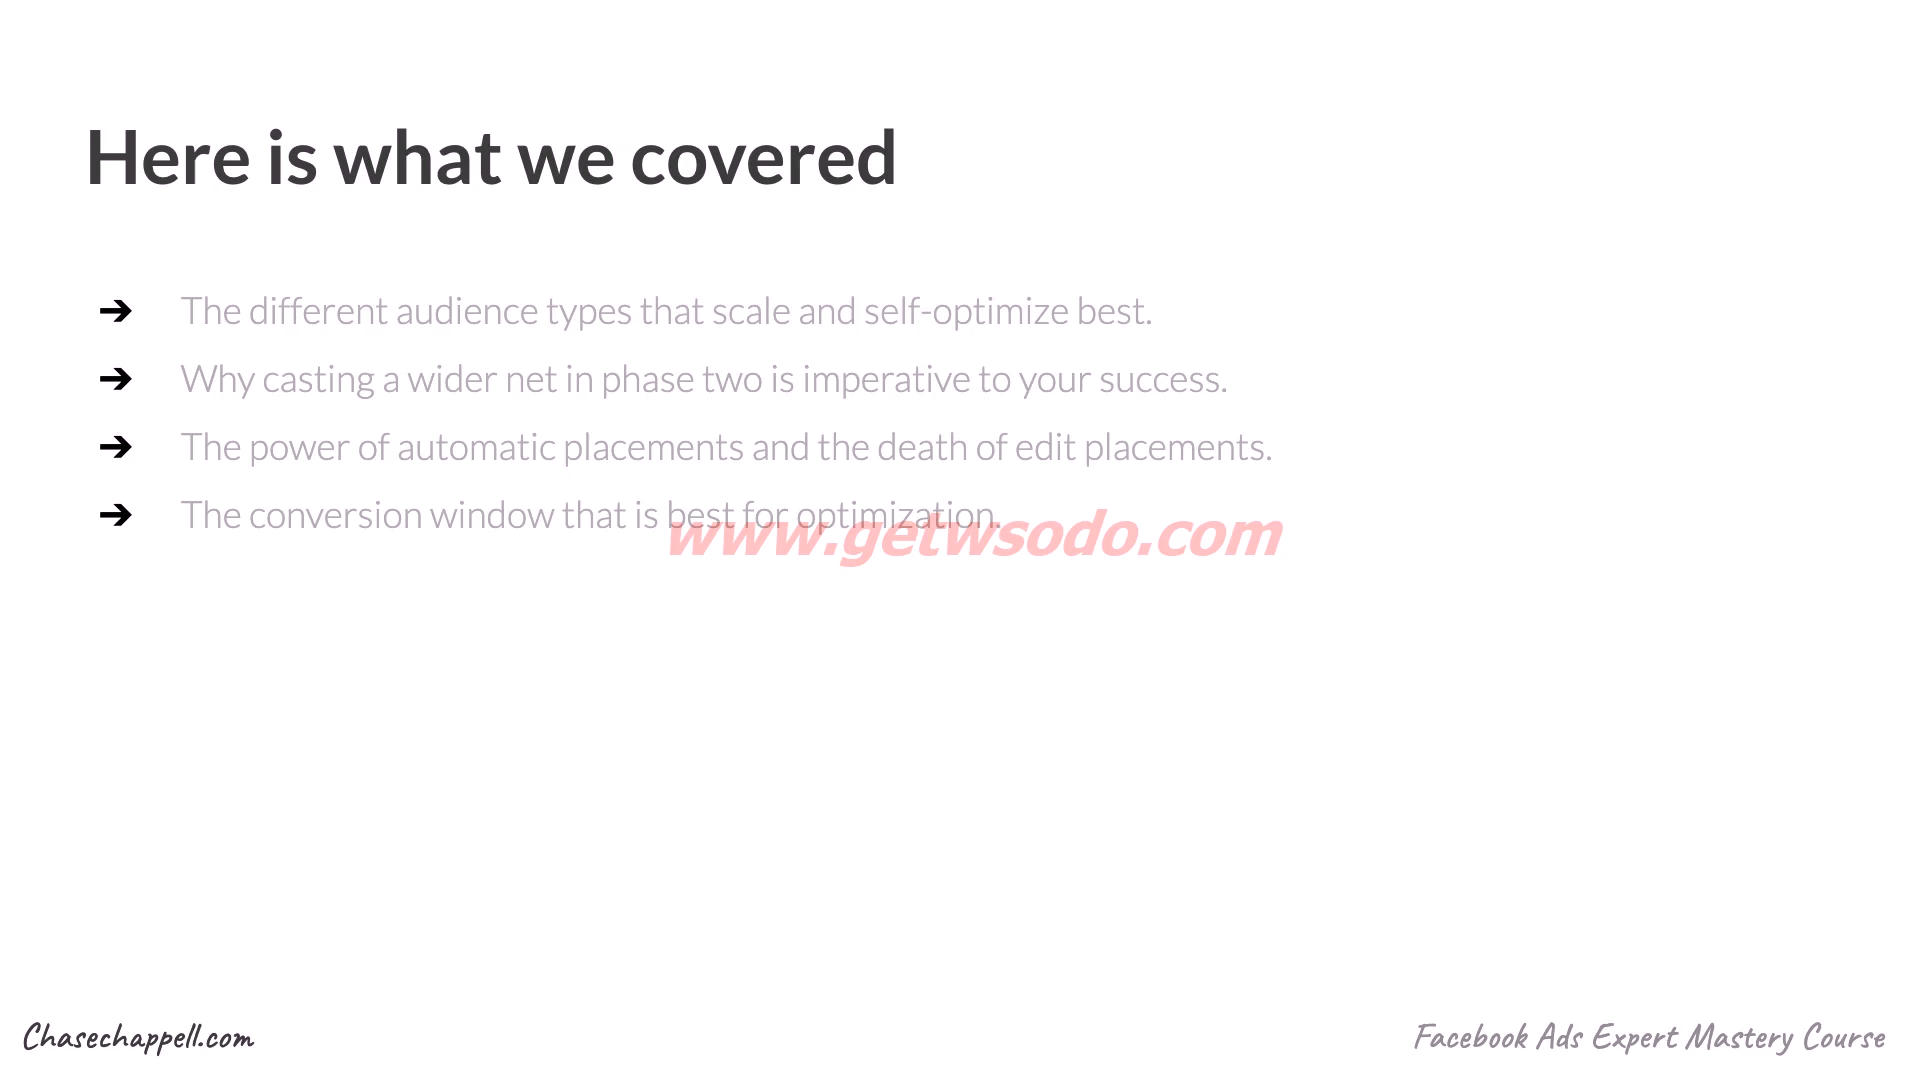 Here is what we covered
➔ The different audience types that scale and self-optimize best.
➔ Why casting a wider net in phase two is imperative to your success.
➔ The power of automatic placements and the death of edit placements.
➔ The conversion window that is best for optimization.
www.getwsodo.com
Chasechappell.com
Facebook Ads Expert Mastery Course